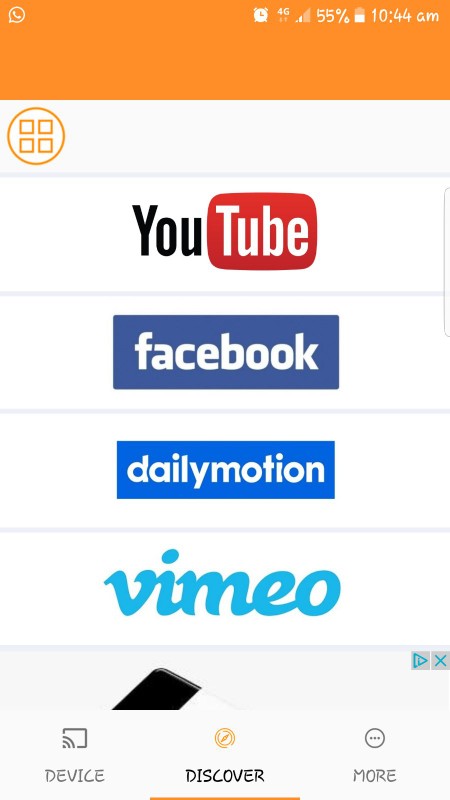 4G
55%
10:44 am
YouTube
facebook
dailymotion
vimeo
DEVICE
DISCOVER
MORE